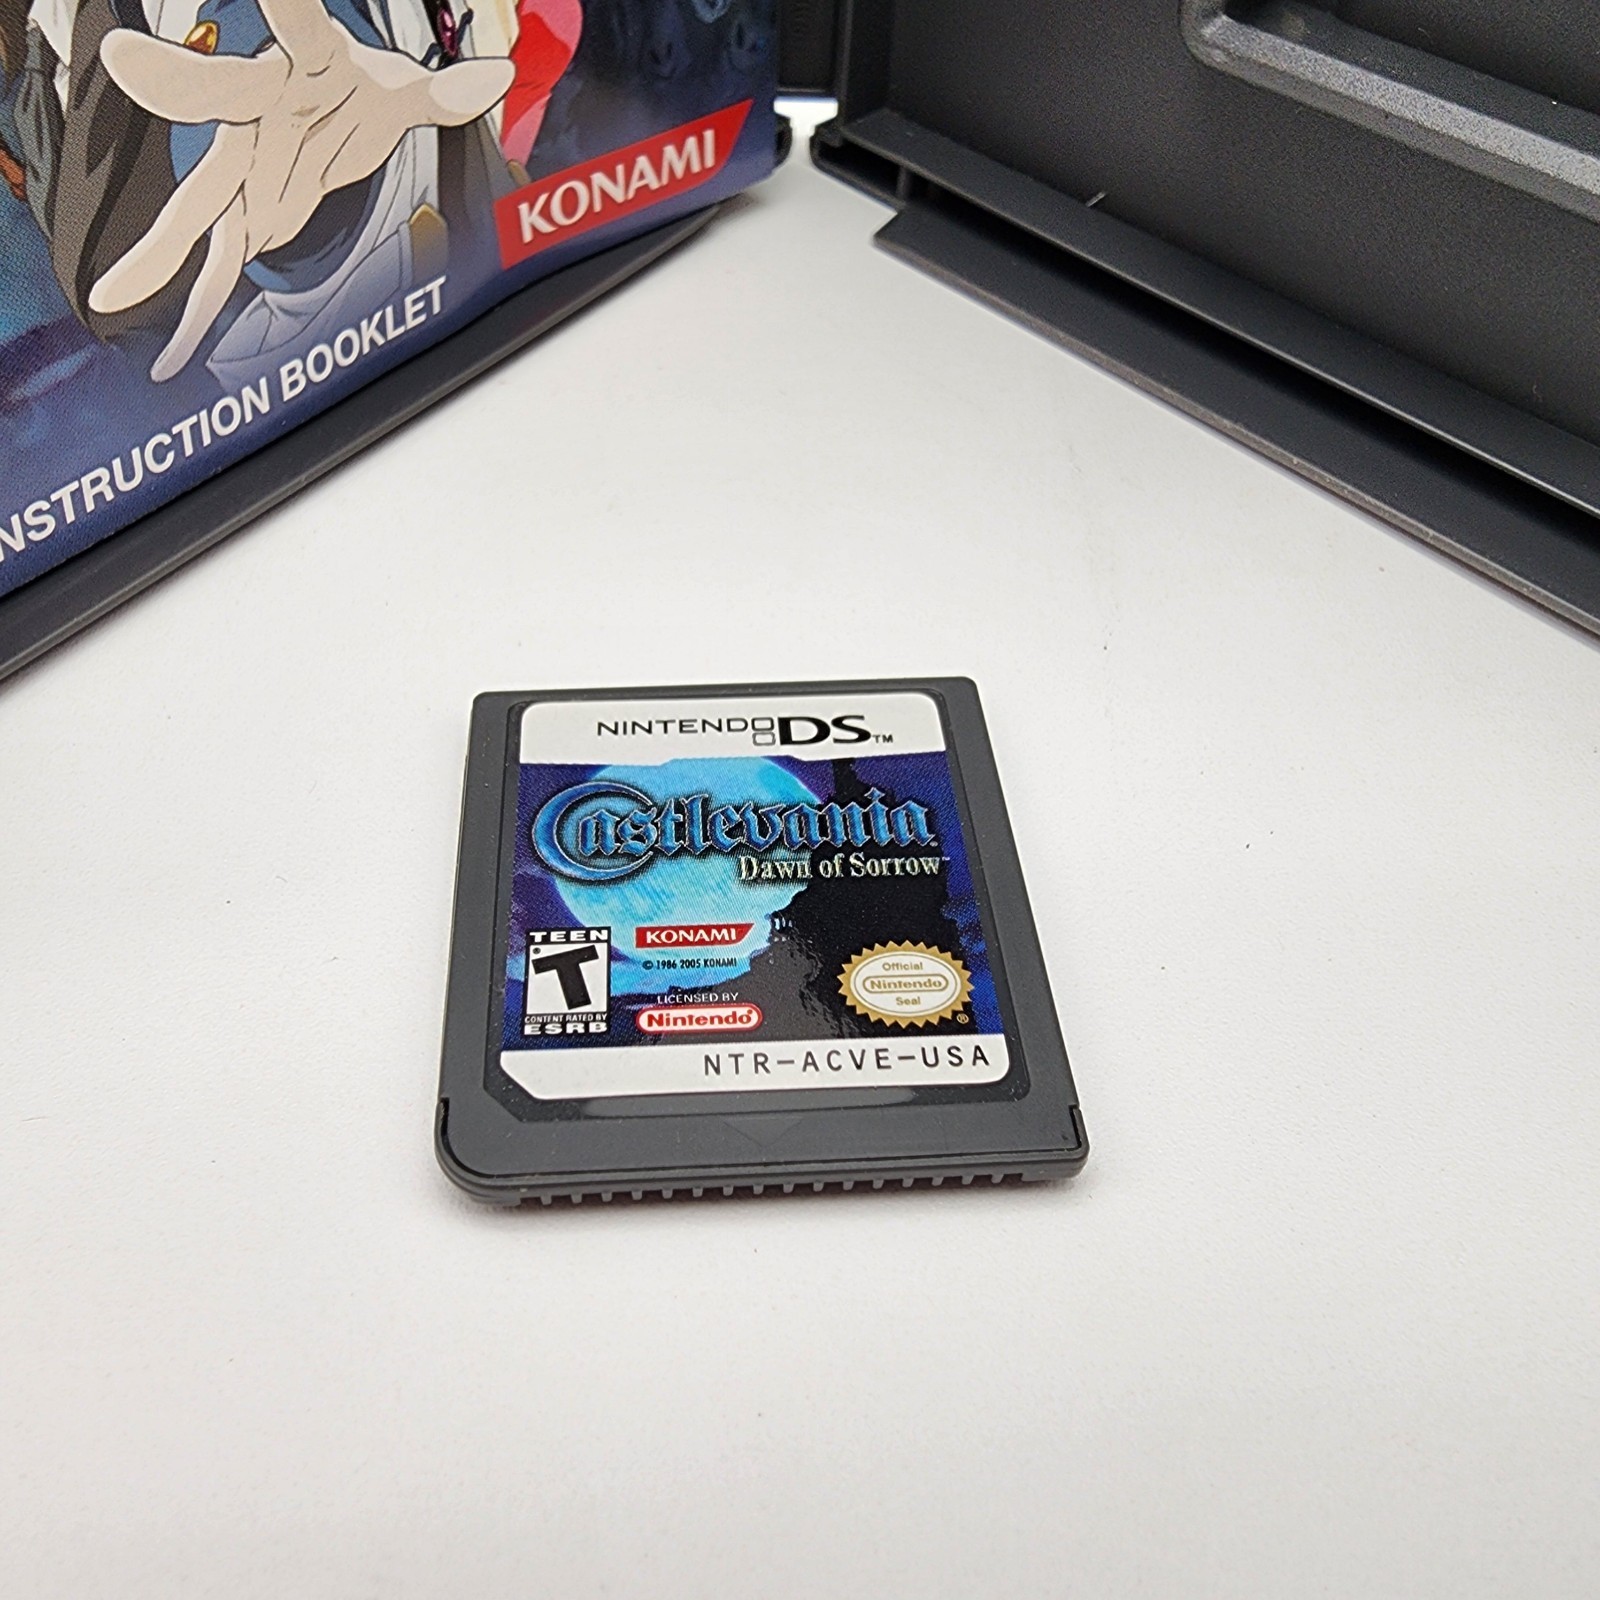 KONAMI
INSTRUCTION BOOKLET
NINTENDO DS™
Castlevania®
Dawn of Sorrow™
TEEN
T
CONTENT RATED BY
ESRB
KONAMI
© 1986 2005 KONAMI
LICENSED BY
Nintendo®
Official
Nintendo
Seal
®
NTR-ACVE-USA